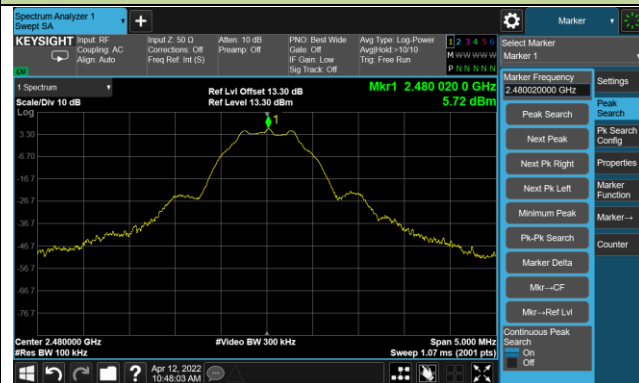 Spectrum Analyzer 1
Swept SA
+
Marker
KEYSIGHT
Input: RF
Coupling: AC
Align: Auto
Input Z: 50 Ω
Corrections: Off
Freq Ref: Int (S)
Atten: 10 dB
Preamp: Off
PNO: Best Wide
Gate: Off
IF Gain: Low
Sig Track: Off
Avg Type: Log-Power
Avg|Hold:>10/10
Trig: Free Run
1 2 3 4 5 6
M W W W W W
P N N N N N
LXI
Select Marker
Marker 1
1 Spectrum
Scale/Div 10 dB
Log
Ref Lvl Offset 13.30 dB
Ref Level 13.30 dBm
Mkr1 2.480 020 0 GHz
5.72 dBm
1
3.30
-6.70
-16.7
-26.7
-36.7
-46.7
-56.7
-66.7
-76.7
Center 2.480000 GHz
#Res BW 100 kHz
#Video BW 300 kHz
Span 5.000 MHz
Sweep 1.07 ms (2001 pts)
Marker Frequency
2.480020000 GHz
Peak Search
Next Peak
Next Pk Right
Next Pk Left
Minimum Peak
Pk-Pk Search
Marker Delta
Mkr→CF
Mkr→Ref Lvl
Continuous Peak
Search
On
Off
Settings
Peak
Search
Pk Search
Config
Properties
Marker
Function
Marker→
Counter
?
Apr 12, 2022
10:48:03 AM